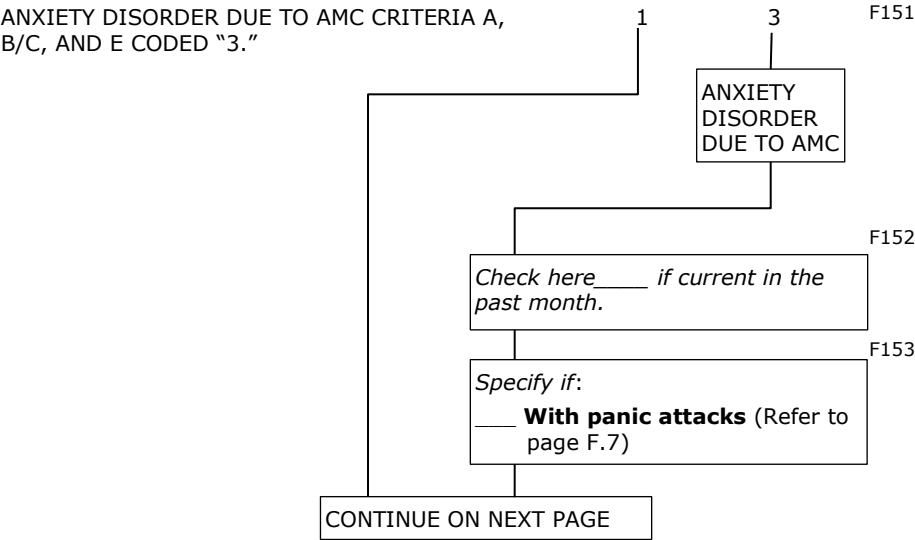 ANXIETY DISORDER DUE TO AMC CRITERIA A, 1 3 F151
B/C, AND E CODED “3.”
ANXIETY
DISORDER
DUE TO AMC
F152
Check here____ if current in the
past month.
F153
Specify if:
___ With panic attacks (Refer to
page F.7)
CONTINUE ON NEXT PAGE